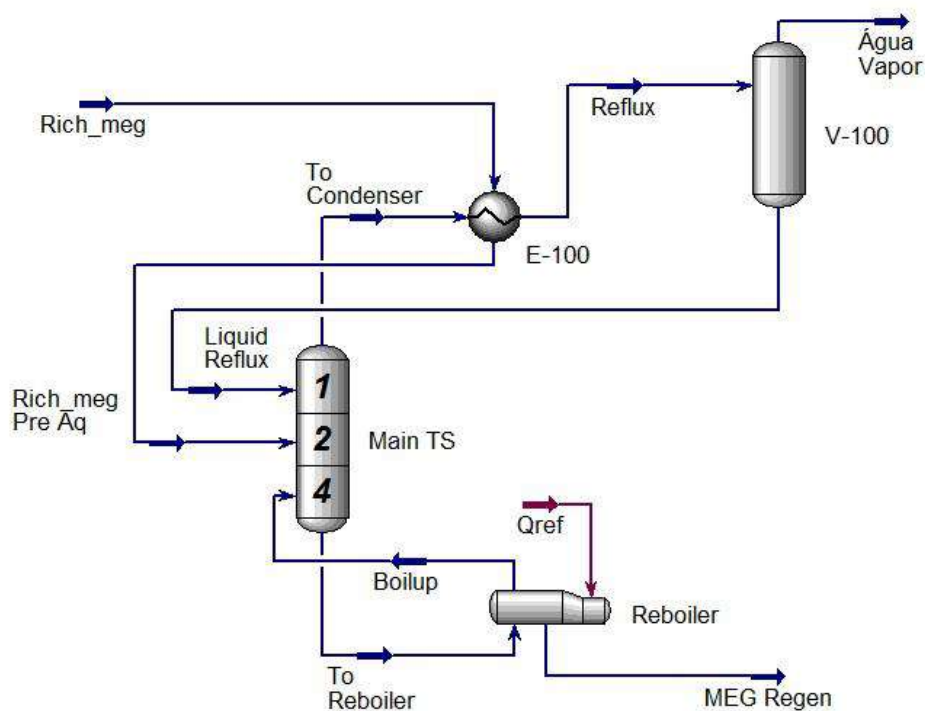 Água
Vapor
Rich_meg
Reflux
V-100
To
Condenser
E-100
Liquid
Reflux
1
Rich_meg
Pre Aq
2
Main TS
4
Qref
Boilup
Reboiler
To
Reboiler
MEG Regen